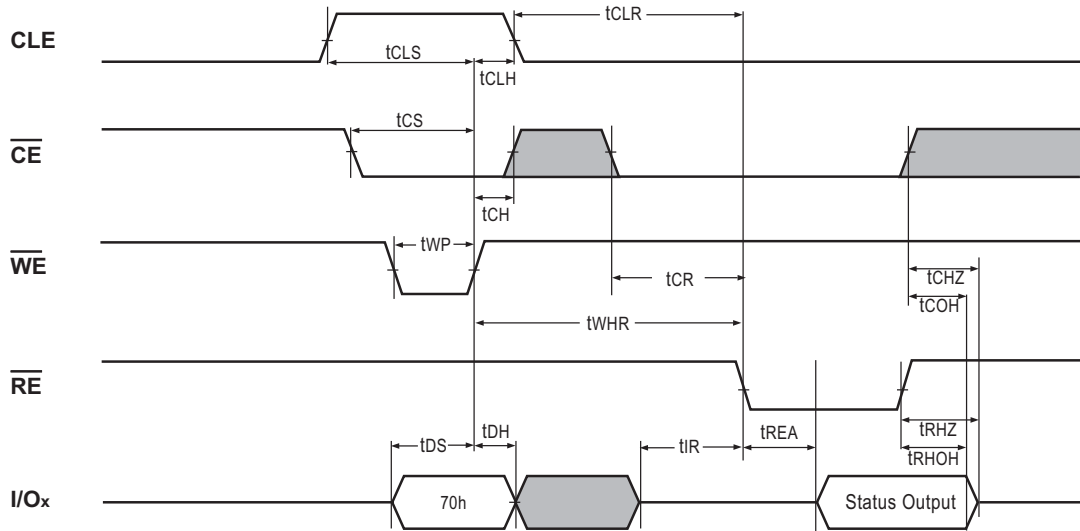 CLE
tCLR
tCLS
tCLH
CE
tCS
tCH
WE
tWP
tCR
tCHZ
tCOH
tWHR
RE
tDS
tDH
tIR
tREA
tRHZ
tRHOH
I/Ox
70h
Status Output